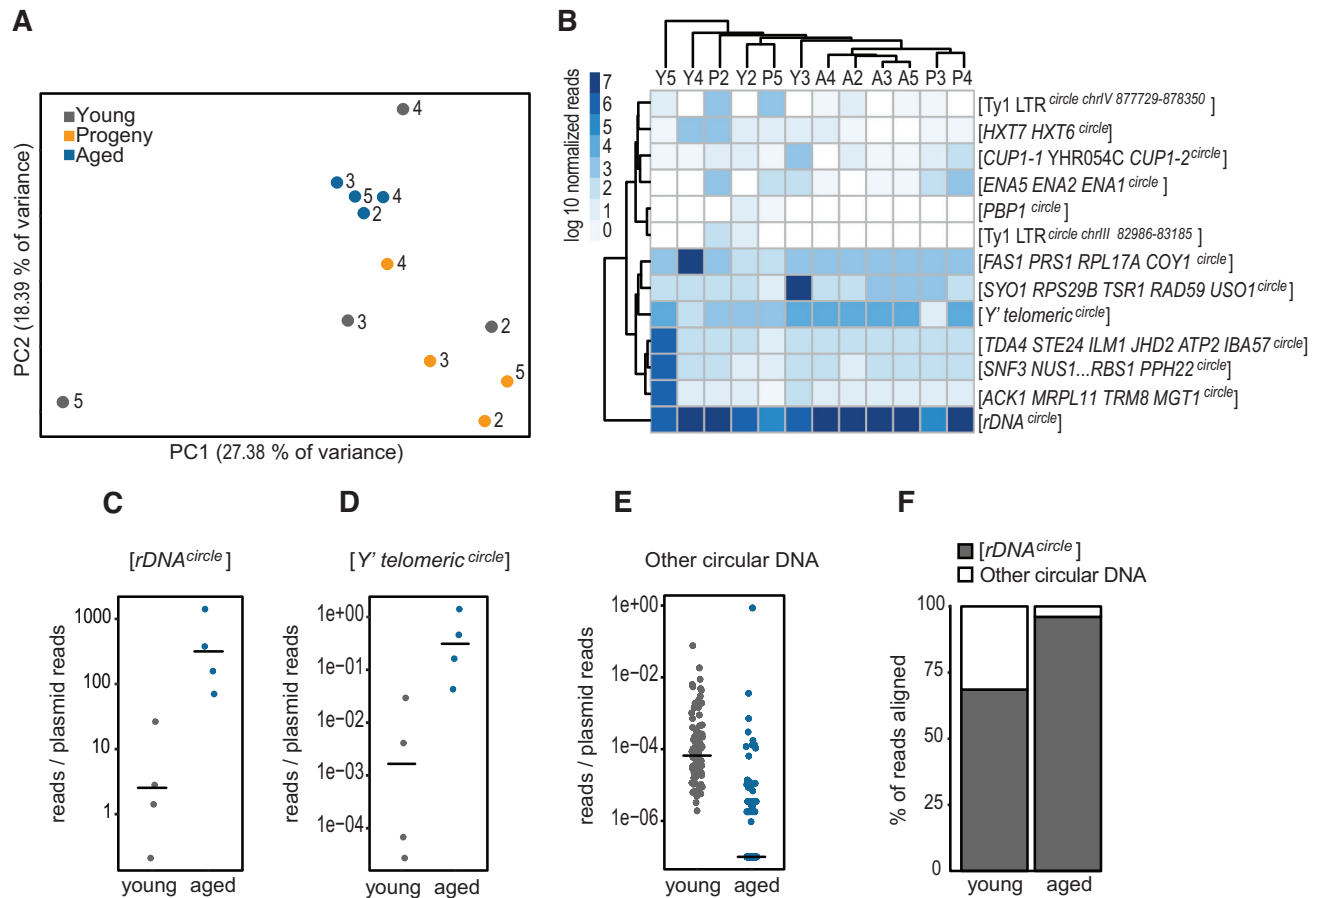 A
Young
Progeny
Aged
4
3
5
4
2
4
3
2
3
5
5
2
PC2 (18.39 % of variance)
PC1 (27.38 % of variance)
B
Y5 Y4 P2 Y2 P5 Y3 A4 A2 A3 A5 P3 P4
log 10 normalized reads
7
6
5
4
3
2
1
0
[Ty1 LTR circle chrIV 877729-878350 ]
[HXT7 HXT6 circle]
[CUP1-1 YHR054C CUP1-2 circle]
[ENA5 ENA2 ENA1 circle ]
[PBP1 circle ]
[Ty1 LTR circle chrIII 82986-83185 ]
[FAS1 PRS1 RPL17A COY1 circle ]
[SYO1 RPS29B TSR1 RAD59 USO1 circle]
[Y' telomeric circle]
[TDA4 STE24 ILM1 JHD2 ATP2 IBA57 circle]
[SNF3 NUS1...RBS1 PPH22 circle]
[ACK1 MRPL11 TRM8 MGT1 circle]
[rDNA circle]
C
[rDNA circle ]
reads / plasmid reads
1000
100
10
1
young aged
D
[Y' telomeric circle]
reads / plasmid reads
1e+00
1e−01
1e−02
1e−03
1e−04
young aged
E
Other circular DNA
reads / plasmid reads
1e+00
1e−02
1e−04
1e−06
young aged
F
[rDNA circle ]
Other circular DNA
% of reads aligned
100
75
50
25
0
young aged